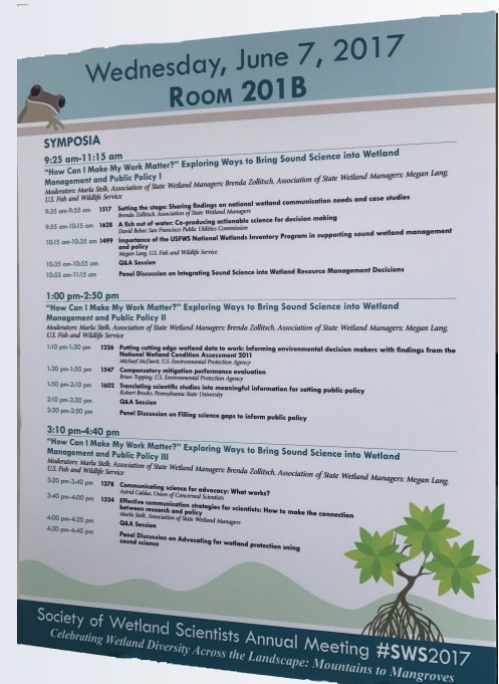 Wednesday, June 7, 2017
ROOM 201B
SYMPOSIA
9:25 am-11:15 am
"How Can I Make My Work Matter?" Exploring Ways to Bring Sound Science into Wetland
Management and Public Policy I
Moderators: Marla Stelk, Association of State Wetland Managers; Brenda Zollitsch, Association of State Wetland Managers; Megan Lang,
U.S. Fish and Wildlife Service
9:35 am-9:55 am 1517 Setting the stage: Sharing findings on national wetland communication needs and case studies
Brenda Zollitsch, Association of State Wetland Managers
9:55 am-10:15 am 1628 A fish out of water: Co-producing actionable science for decision making
David Behar, San Francisco Public Utilities Commission
10:15 am-10:35 am 1499 Importance of the USFWS National Wetlands Inventory Program in supporting sound wetland management
and policy
Megan Lang, U.S. Fish and Wildlife Service
10:35 am-10:55 am Q&A Session
10:55 am-11:15 am Panel Discussion on Integrating Sound Science into Wetland Resource Management Decisions
1:00 pm-2:50 pm
"How Can I Make My Work Matter?" Exploring Ways to Bring Sound Science into Wetland
Management and Public Policy II
Moderators: Marla Stelk, Association of State Wetland Managers; Brenda Zollitsch, Association of State Wetland Managers; Megan Lang,
U.S. Fish and Wildlife Service
1:10 pm-1:30 pm 1326 Putting cutting edge wetland data to work: Informing environmental decision makers with findings from the
National Wetland Condition Assessment 2011
Michael McDavit, U.S. Environmental Protection Agency
1:30 pm-1:50 pm 1547 Compensatory mitigation performance evaluation
Brian Topping, U.S. Environmental Protection Agency
1:50 pm-2:10 pm 1602 Translating scientific studies into meaningful information for setting public policy
Robert Brooks, Pennsylvania State University
2:10 pm-2:30 pm Q&A Session
2:30 pm-2:50 pm Panel Discussion on Filling science gaps to inform public policy
3:10 pm-4:40 pm
"How Can I Make My Work Matter?" Exploring Ways to Bring Sound Science into Wetland
Management and Public Policy III
Moderators: Marla Stelk, Association of State Wetland Managers; Brenda Zollitsch, Association of State Wetland Managers; Megan Lang,
U.S. Fish and Wildlife Service
3:20 pm-3:40 pm 1378 Communicating science for advocacy: What works?
Astrid Caldas, Union of Concerned Scientists
3:40 pm-4:00 pm 1334 Effective communication strategies for scientists: How to make the connection
between research and policy
Marla Stelk, Association of State Wetland Managers
4:00 pm-4:20 pm Q&A Session
4:20 pm-4:40 pm Panel Discussion on Advocating for wetland protection using
sound science
Society of Wetland Scientists Annual Meeting #SWS2017
Celebrating Wetland Diversity Across the Landscape: Mountains to Mangroves